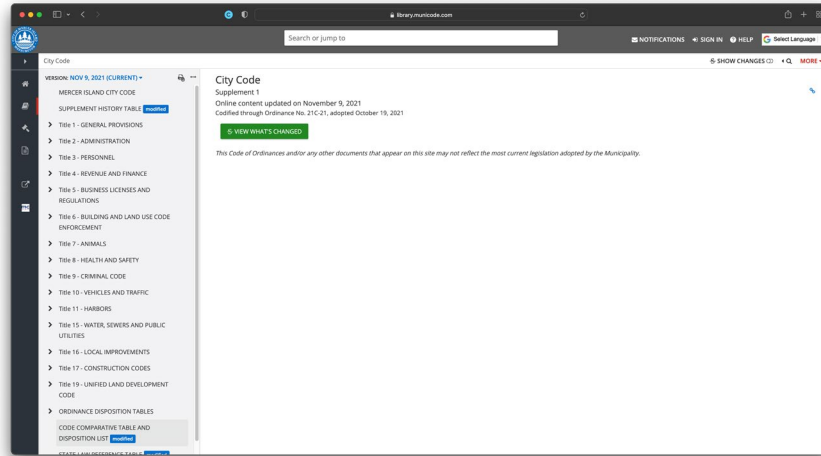 library.municode.com
Search or jump to
NOTIFICATIONS SIGN IN HELP Select Language
City Code
SHOW CHANGES MORE
VERSION: NOV 9, 2021 (CURRENT)
MERCER ISLAND CITY CODE
SUPPLEMENT HISTORY TABLE modified
Title 1 - GENERAL PROVISIONS
Title 2 - ADMINISTRATION
Title 3 - PERSONNEL
Title 4 - REVENUE AND FINANCE
Title 5 - BUSINESS LICENSES AND
REGULATIONS
Title 6 - BUILDING AND LAND USE CODE
ENFORCEMENT
Title 7 - ANIMALS
Title 8 - HEALTH AND SAFETY
Title 9 - CRIMINAL CODE
Title 10 - VEHICLES AND TRAFFIC
Title 11 - HARBORS
Title 15 - WATER, SEWERS AND PUBLIC
UTILITIES
Title 16 - LOCAL IMPROVEMENTS
Title 17 - CONSTRUCTION CODES
Title 19 - UNIFIED LAND DEVELOPMENT
CODE
ORDINANCE DISPOSITION TABLES
CODE COMPARATIVE TABLE AND
DISPOSITION LIST modified
STATE LAW REFERENCE TABLE modified
City Code
Supplement 1
Online content updated on November 9, 2021
Codified through Ordinance No. 21C-21, adopted October 19, 2021
VIEW WHAT'S CHANGED
This Code of Ordinances and/or any other documents that appear on this site may not reflect the most current legislation adopted by the Municipality.